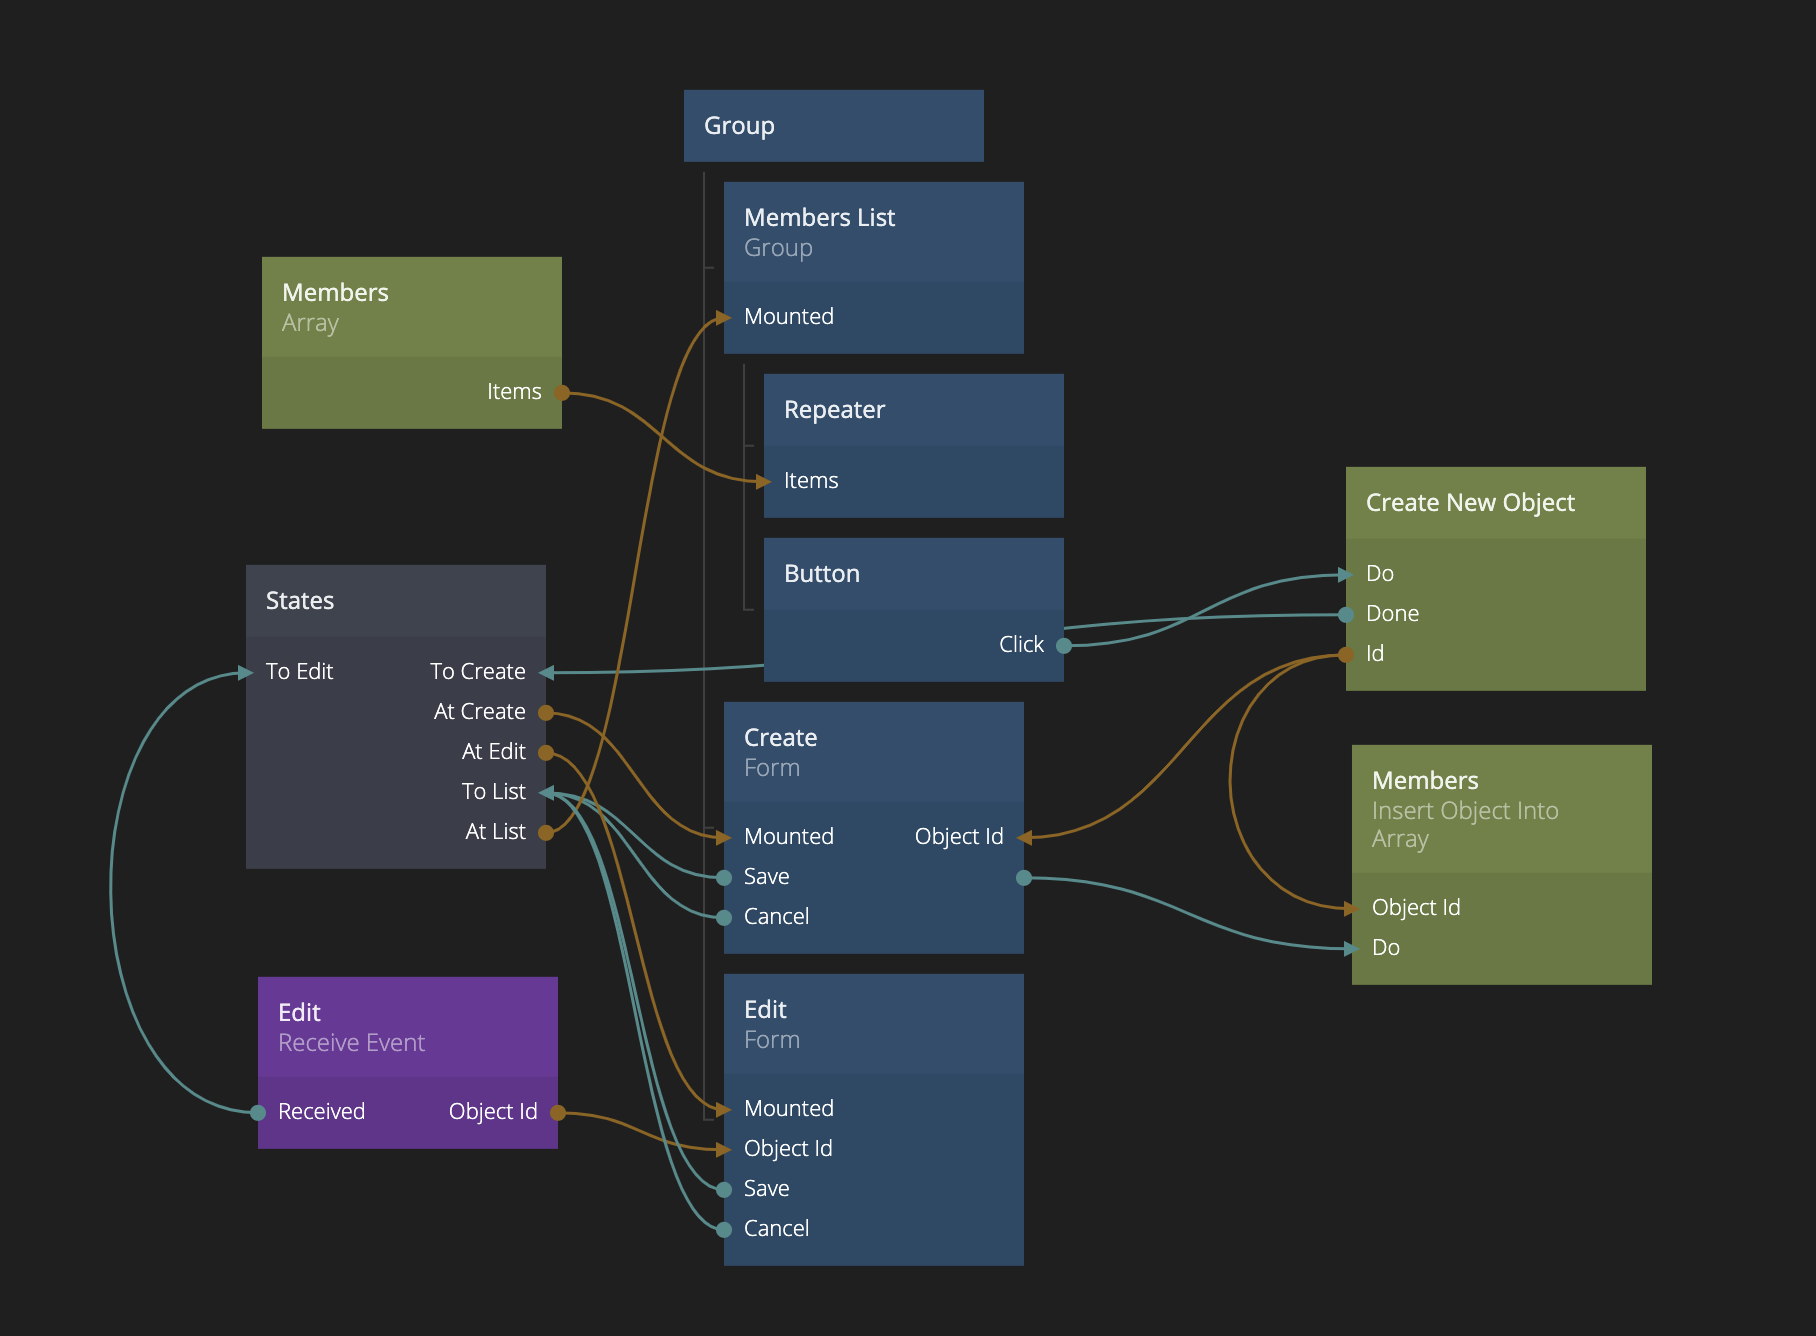 Group
Members List
Group
Mounted
Members
Array
Items
Repeater
Items
Button
Click
Create New Object
Do
Done
Id
States
To Edit
To Create
At Create
At Edit
To List
At List
Create
Form
Mounted
Object Id
Save
Cancel
Members
Insert Object Into
Array
Object Id
Do
Edit
Receive Event
Received
Object Id
Edit
Form
Mounted
Object Id
Save
Cancel